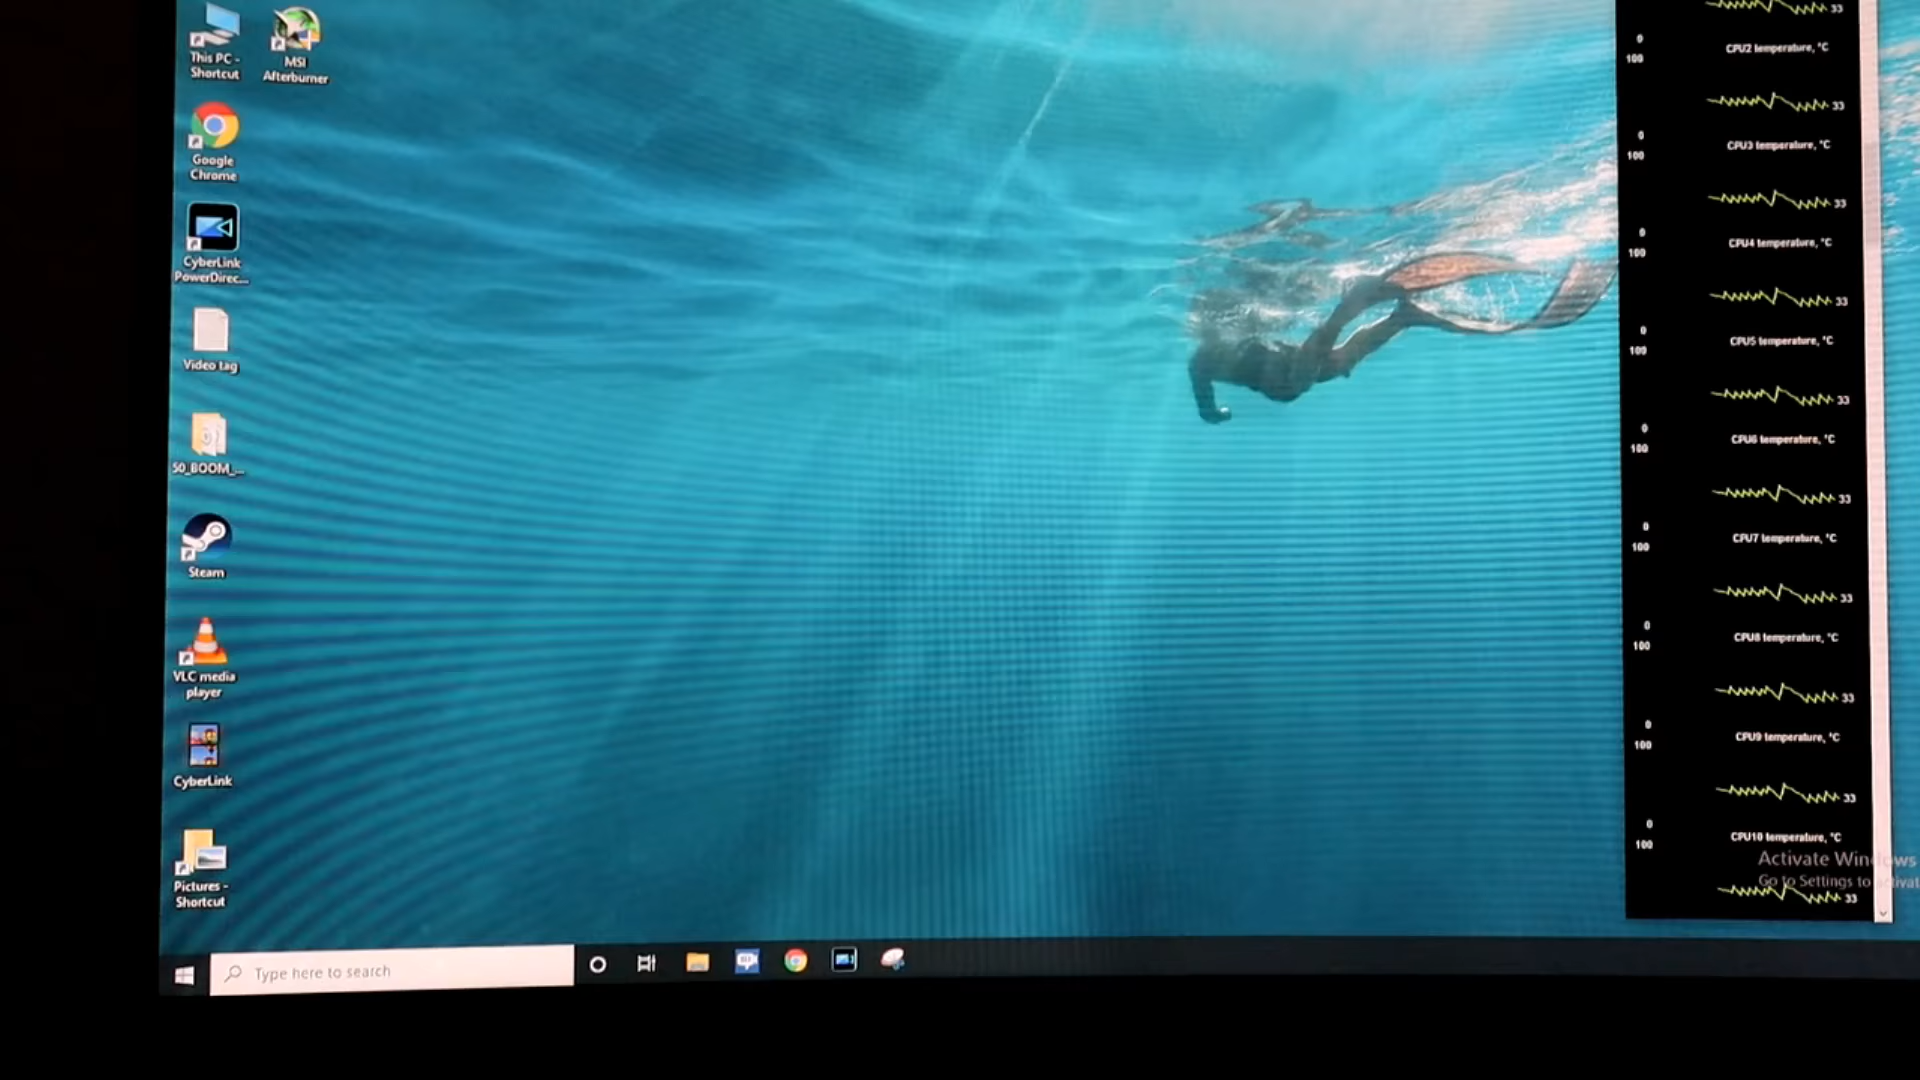 This PC -
Shortcut
MSI
Afterburner
Google
Chrome
CyberLink
PowerDirec...
Video tag
50_BOOM_...
Steam
VLC media
player
CyberLink
Pictures -
Shortcut
Type here to search
33
0
100
CPU2 temperature, °C
33
0
100
CPU3 temperature, °C
33
0
100
CPU4 temperature, °C
33
0
100
CPU5 temperature, °C
33
0
100
CPU6 temperature, °C
33
0
100
CPU7 temperature, °C
33
0
100
CPU8 temperature, °C
33
0
100
CPU9 temperature, °C
33
0
100
CPU10 temperature, °C
33
Activate Windows
Go to Settings to activat